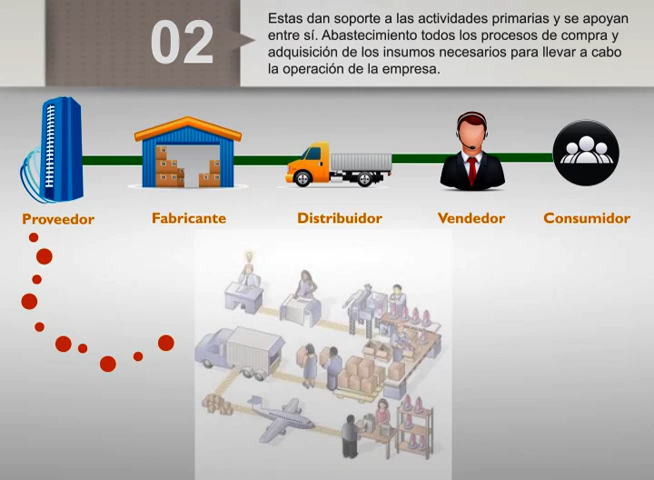 02
Estas dan soporte a las actividades primarias y se apoyan
entre sí. Abastecimiento todos los procesos de compra y
adquisición de los insumos necesarios para llevar a cabo
la operación de la empresa.
Proveedor
Fabricante
Distribuidor
Vendedor
Consumidor